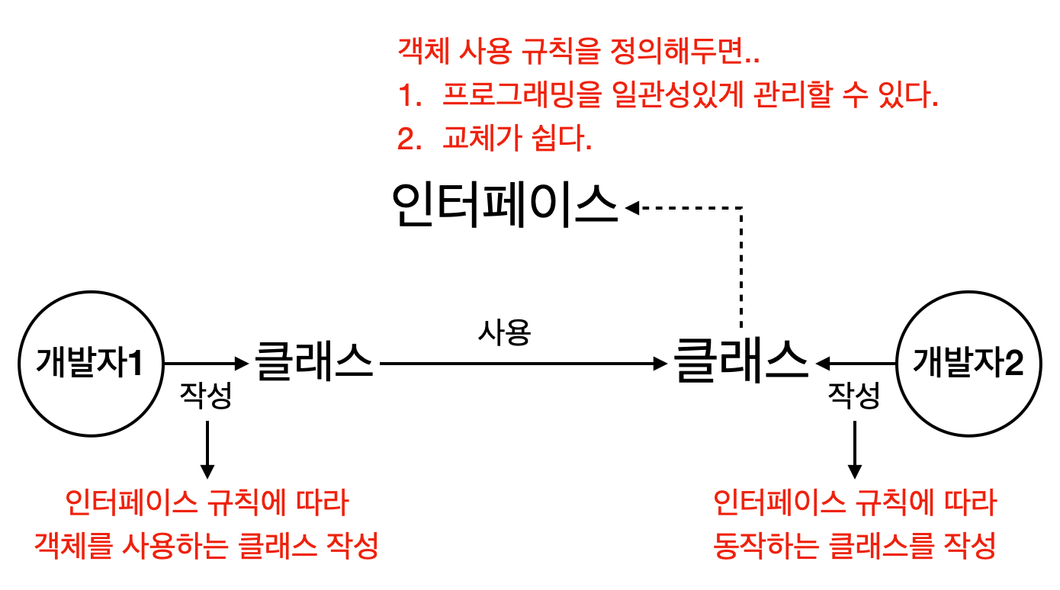 객체 사용 규칙을 정의해두면..
1. 프로그래밍을 일관성있게 관리할 수 있다.
2. 교체가 쉽다.
인터페이스
사용
개발자1
클래스
클래스
개발자2
작성
작성
인터페이스 규칙에 따라
객체를 사용하는 클래스 작성
인터페이스 규칙에 따라
동작하는 클래스를 작성